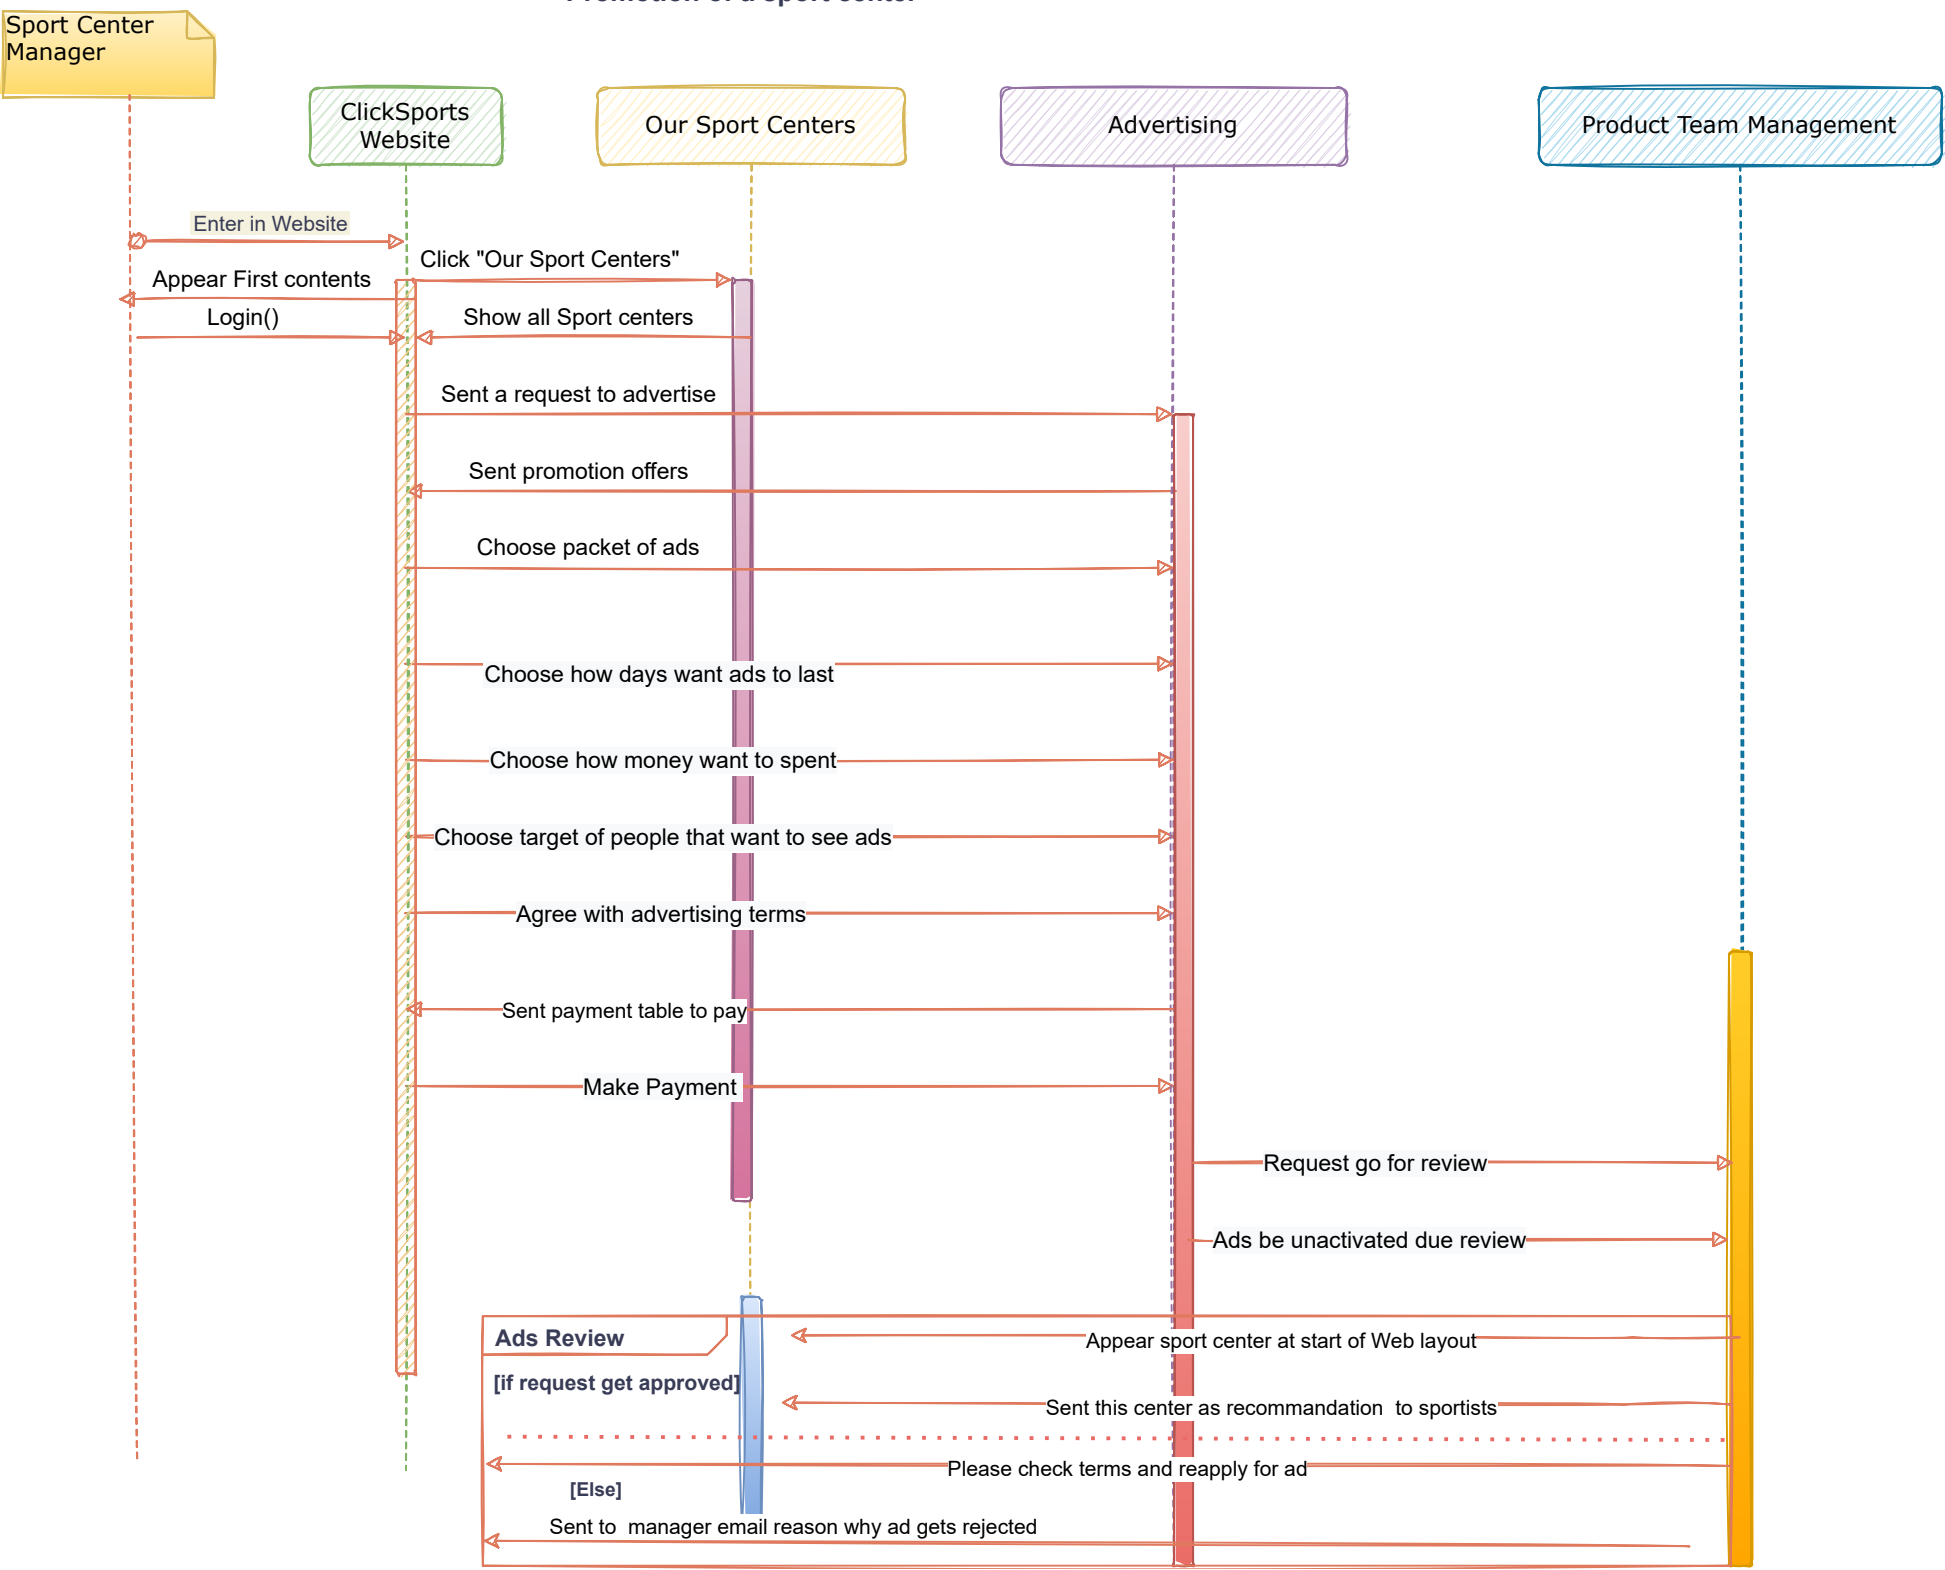 Promotion of a sport center
Sport Center
Manager
ClickSports
Website
Our Sport Centers
Advertising
Product Team Management
Enter in Website
Click "Our Sport Centers"
Appear First contents
Login()
Show all Sport centers
Sent a request to advertise
Sent promotion offers
Choose packet of ads
Choose how days want ads to last
Choose how money want to spent
Choose target of people that want to see ads
Agree with advertising terms
Sent payment table to pay
Make Payment
Request go for review
Ads be unactivated due review
Ads Review
Appear sport center at start of Web layout
[if request get approved]
Sent this center as recommandation  to sportists
Please check terms and reapply for ad
[Else]
Sent to  manager email reason why ad gets rejected